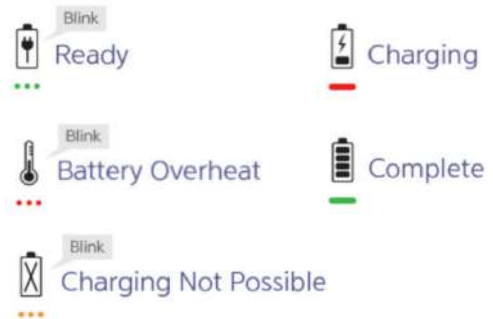 Blink
Ready
Charging
Blink
Battery Overheat
Complete
Blink
Charging Not Possible